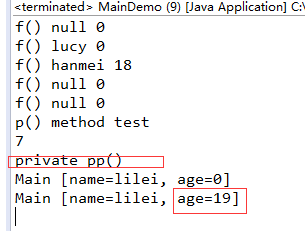 <terminated> MainDemo (9) [Java Application] C:\
f() null 0
f() lucy 0
f() hanmei 18
f() null 0
f() null 0
p() method test
7
private pp()
Main [name=lilei, age=0]
Main [name=lilei, age=19]